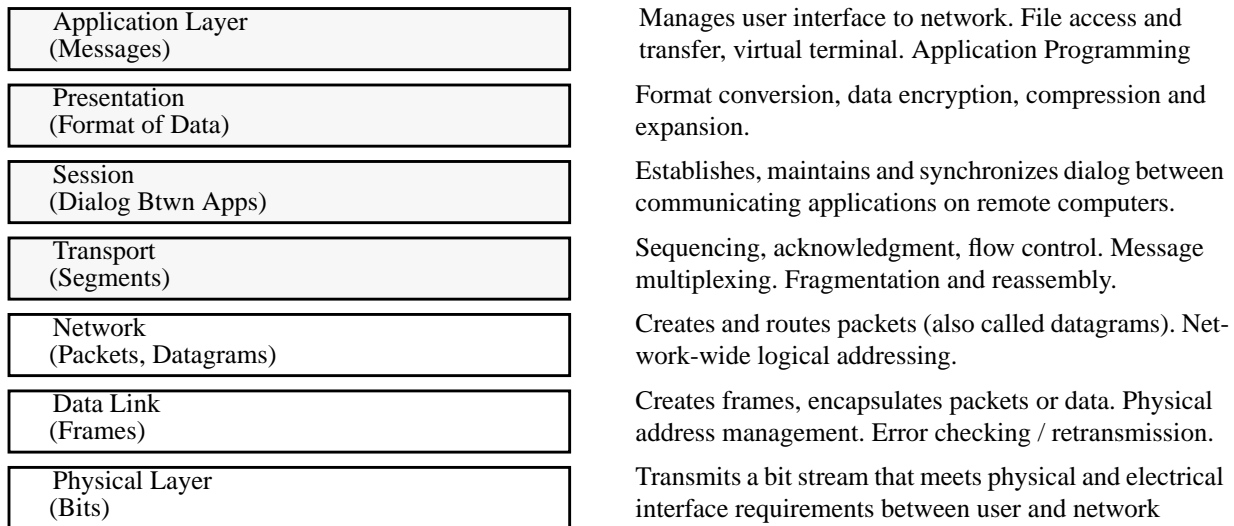 Application Layer
(Messages)
Manages user interface to network. File access and
transfer, virtual terminal. Application Programming
Presentation
(Format of Data)
Format conversion, data encryption, compression and
expansion.
Session
(Dialog Btwn Apps)
Establishes, maintains and synchronizes dialog between
communicating applications on remote computers.
Transport
(Segments)
Sequencing, acknowledgment, flow control. Message
multiplexing. Fragmentation and reassembly.
Network
(Packets, Datagrams)
Creates and routes packets (also called datagrams). Net-
work-wide logical addressing.
Data Link
(Frames)
Creates frames, encapsulates packets or data. Physical
address management. Error checking / retransmission.
Physical Layer
(Bits)
Transmits a bit stream that meets physical and electrical
interface requirements between user and network